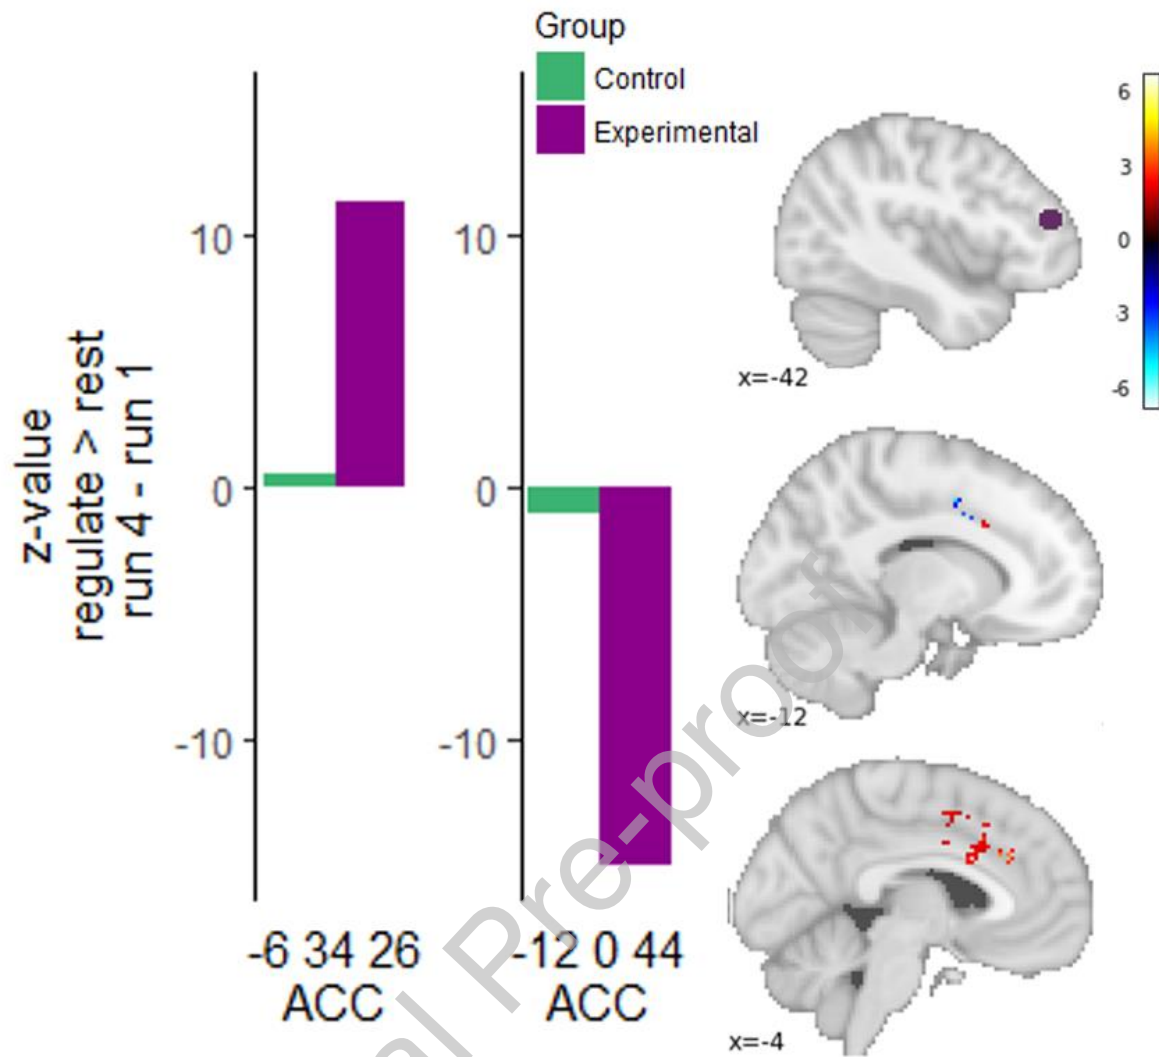 Group
Control
Experimental
z-value
regulate > rest
run 4 - run 1
10
0
-10
10
0
-10
-6 34 26
ACC
-12 0 44
ACC
6
3
0
3
-6
x=-42
x=-12
x=-4
al Pre-proof